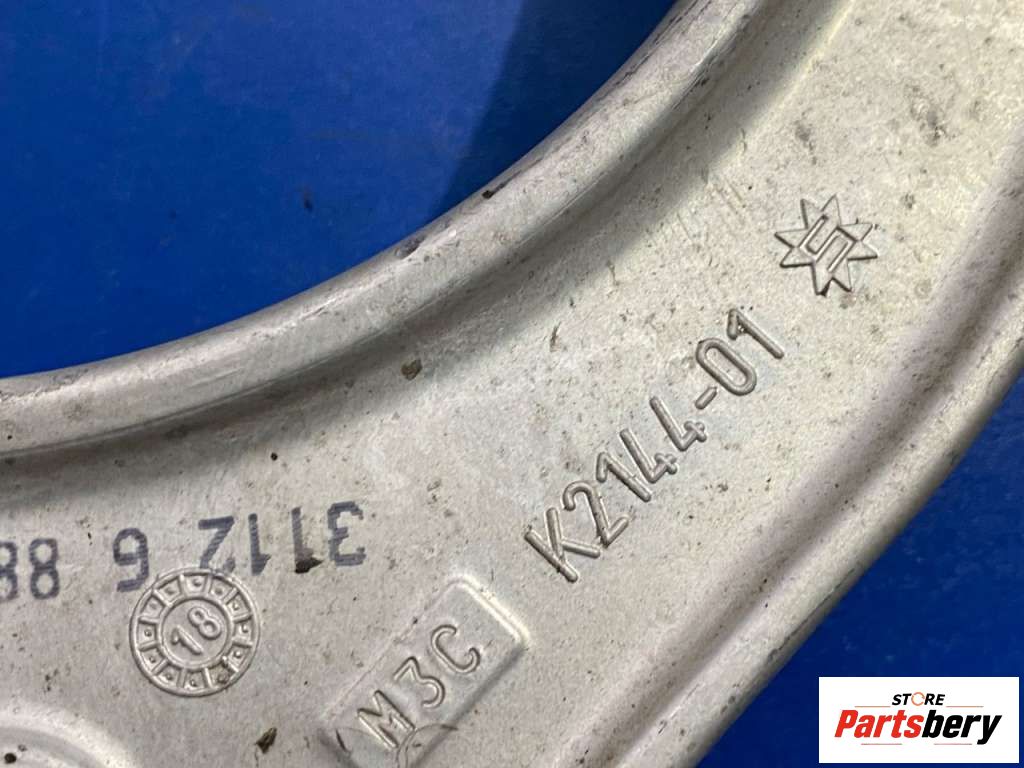 K2144-01
3112 6 88
18
M3C
STORE
Partsbery